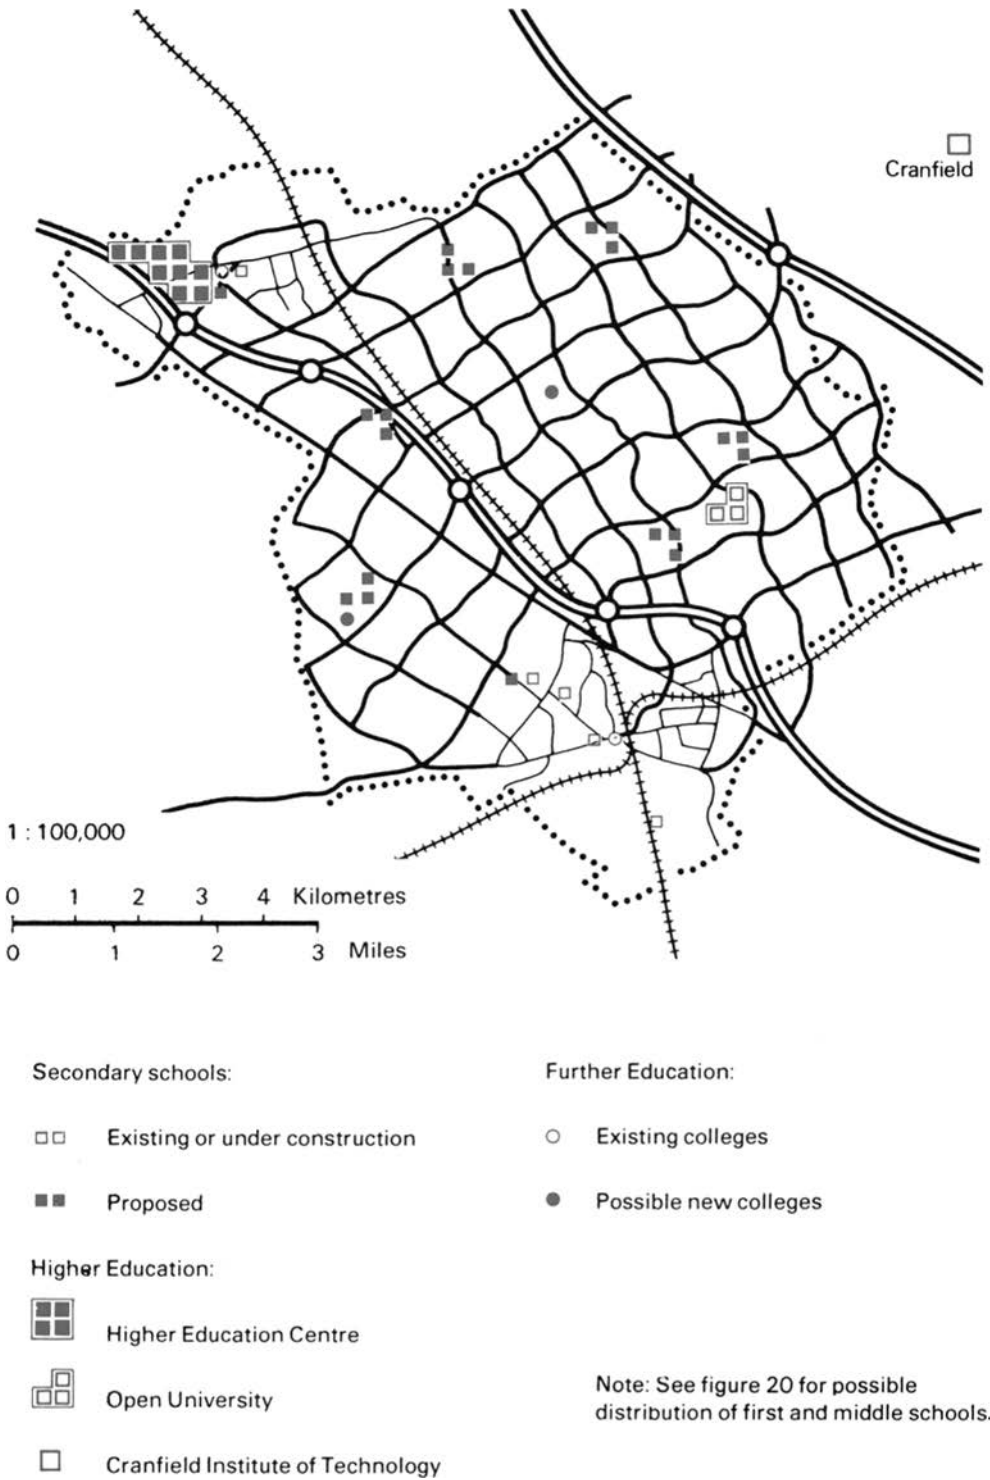 Cranfield
1 : 100,000
0 1 2 3 4 Kilometres
0 1 2 3 Miles
Secondary schools:
Existing or under construction
Proposed
Higher Education:
Higher Education Centre
Open University
Cranfield Institute of Technology
Further Education:
Existing colleges
Possible new colleges
Note: See figure 20 for possible
distribution of first and middle schools.